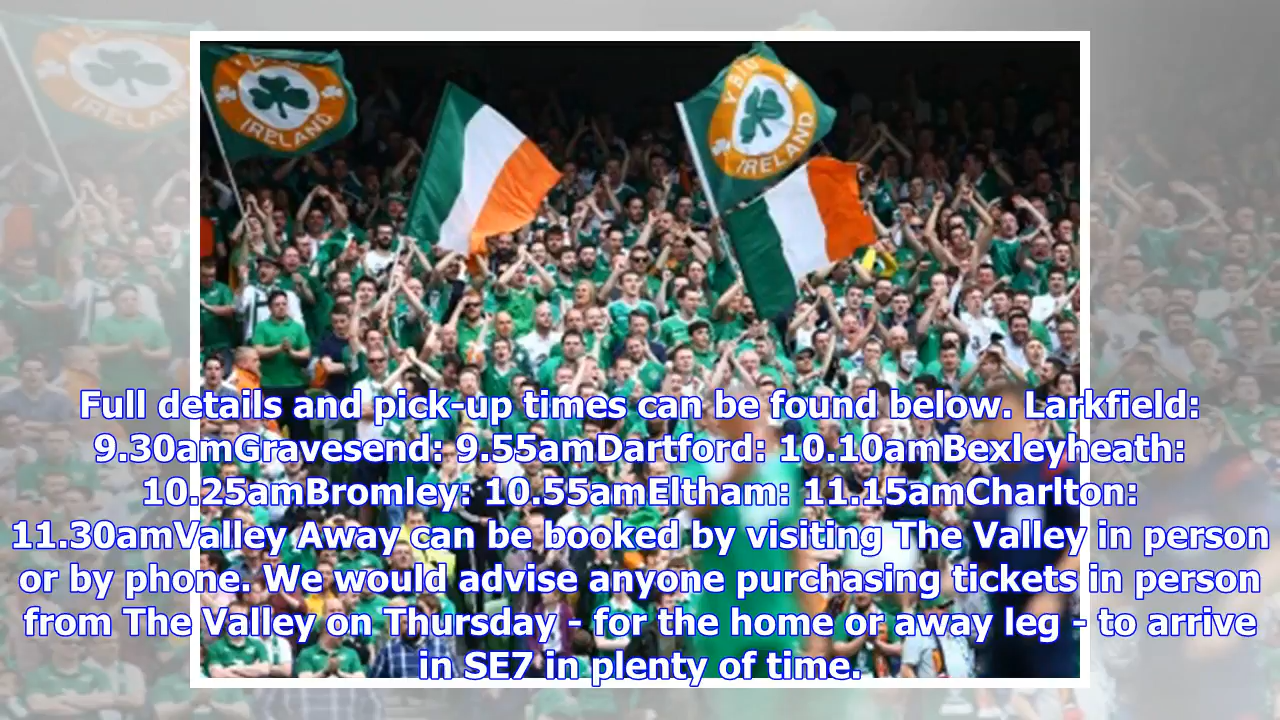 IRELAND
YBIG
IRELAND
Full details and pick-up times can be found below. Larkfield:
9.30amGravesend: 9.55amDartford: 10.10amBexleyheath:
10.25amBromley: 10.55amEltham: 11.15amCharlton:
11.30amValley Away can be booked by visiting The Valley in person
or by phone. We would advise anyone purchasing tickets in person
from The Valley on Thursday - for the home or away leg - to arrive
in SE7 in plenty of time.